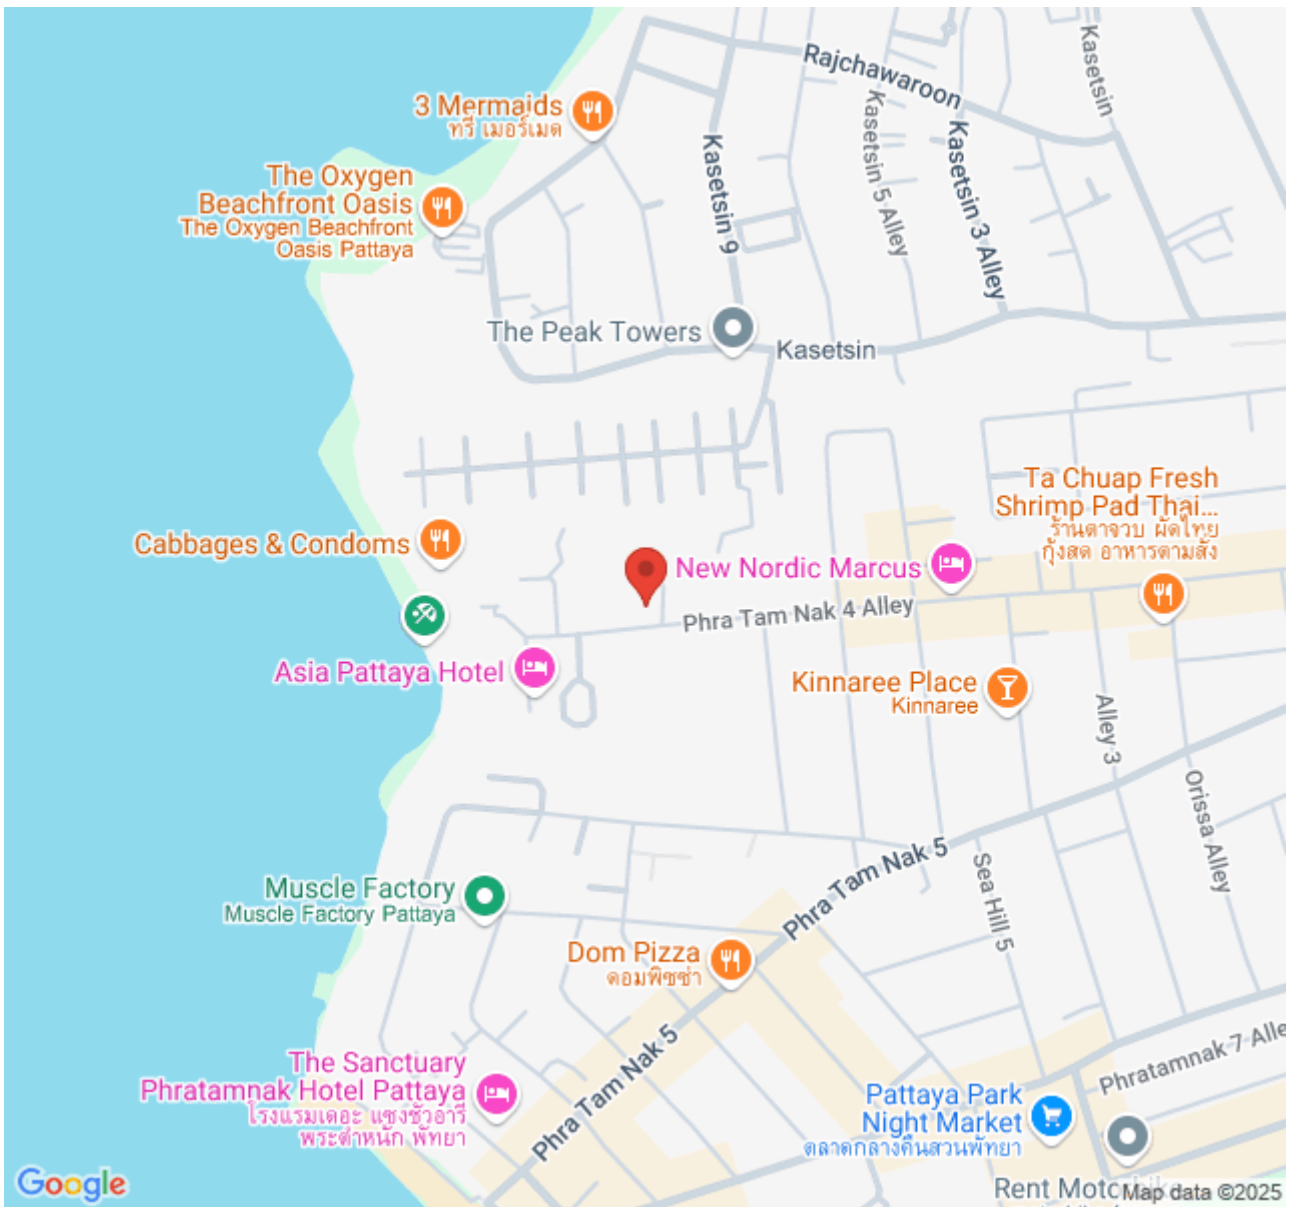 Rajchawaroon
Kasetsin
3 Mermaids
ทรี เมอร์เมด
Kasetsin 5 Alley
Kasetsin 3 Alley
Kasetsin 9
The Oxygen
Beachfront Oasis
The Oxygen Beachfront
Oasis Pattaya
The Peak Towers
Kasetsin
Ta Chuap Fresh
Shrimp Pad Thai...
ร้านตาจวบ ผัดไทย
กุ้งสด อาหารตามสั่ง
Cabbages & Condoms
New Nordic Marcus
Phra Tam Nak 4 Alley
Asia Pattaya Hotel
Kinnaree Place
Kinnaree
Alley 3
Orissa Alley
Phra Tam Nak 5
Sea Hill 5
Muscle Factory
Muscle Factory Pattaya
Dom Pizza
ดอมพิซซ่า
Phra Tam Nak 5
Phratamnak 7 Alle
The Sanctuary
Phratamnak Hotel Pattaya
โรงแรมเดอะ แซงชัวอารี
พระตำหนัก พัทยา
Pattaya Park
Night Market
ตลาดกลางคืนสวนพัทยา
Rent Motor
Google
Map data ©2025